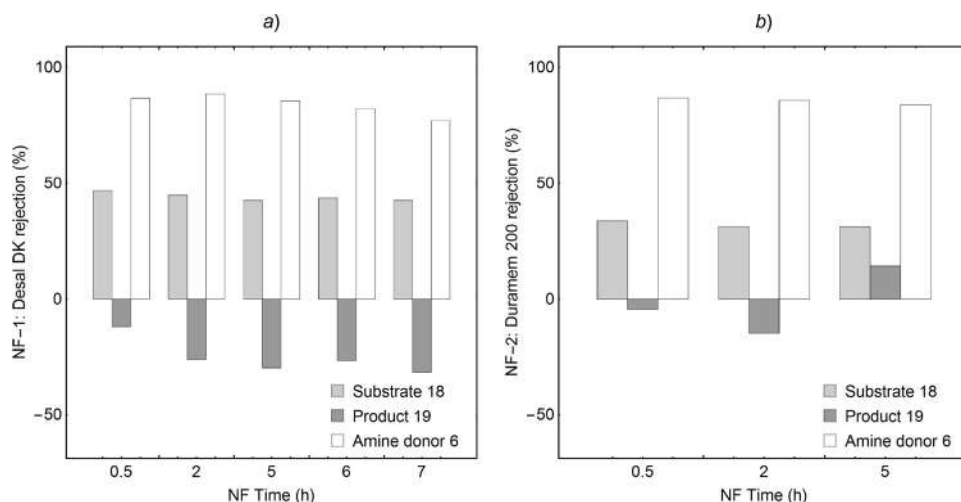 a)
NF-1: Desal DK rejection (%)
100
50
0
-50
0.5 2 5 6 7
NF Time (h)
Substrate 18
Product 19
Amine donor 6
b)
NF-2: Duramem 200 rejection (%)
100
50
0
-50
0.5 2 5
NF Time (h)
Substrate 18
Product 19
Amine donor 6